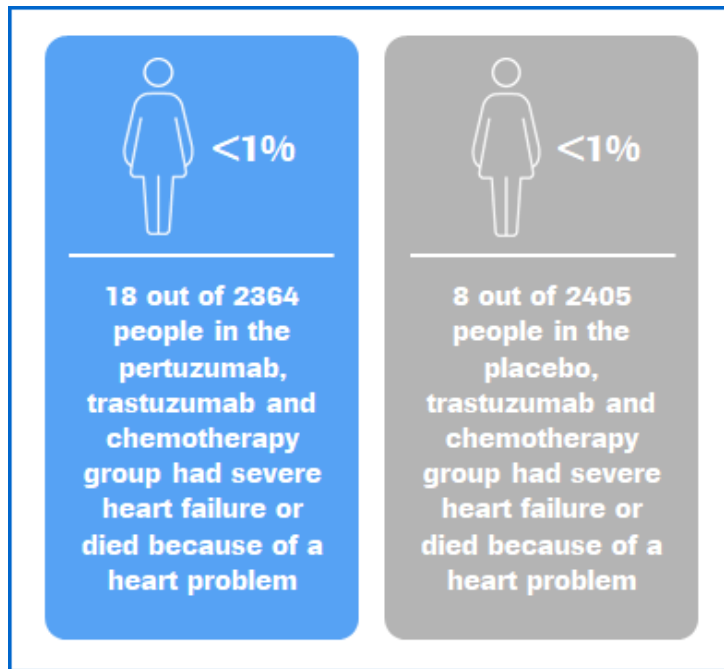 <1%
18 out of 2364
people in the
pertuzumab,
trastuzumab and
chemotherapy
group had severe
heart failure or
died because of a
heart problem
<1%
8 out of 2405
people in the
placebo,
trastuzumab and
chemotherapy
group had severe
heart failure or
died because of a
heart problem